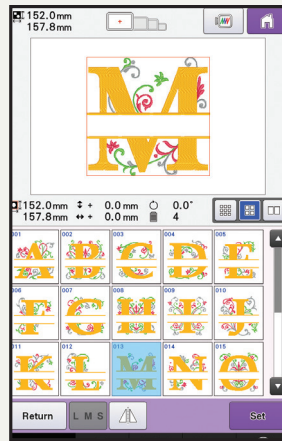 152.0mm
157.8mm
M
152.0mm + 0.0 mm 0.0°
157.8mm + 0.0 mm 4
001 002 003 004 005
A B C D E
006 007 008 009 010
F G H I J
011 012 013 014 015
K L M N O
Return L M S Set